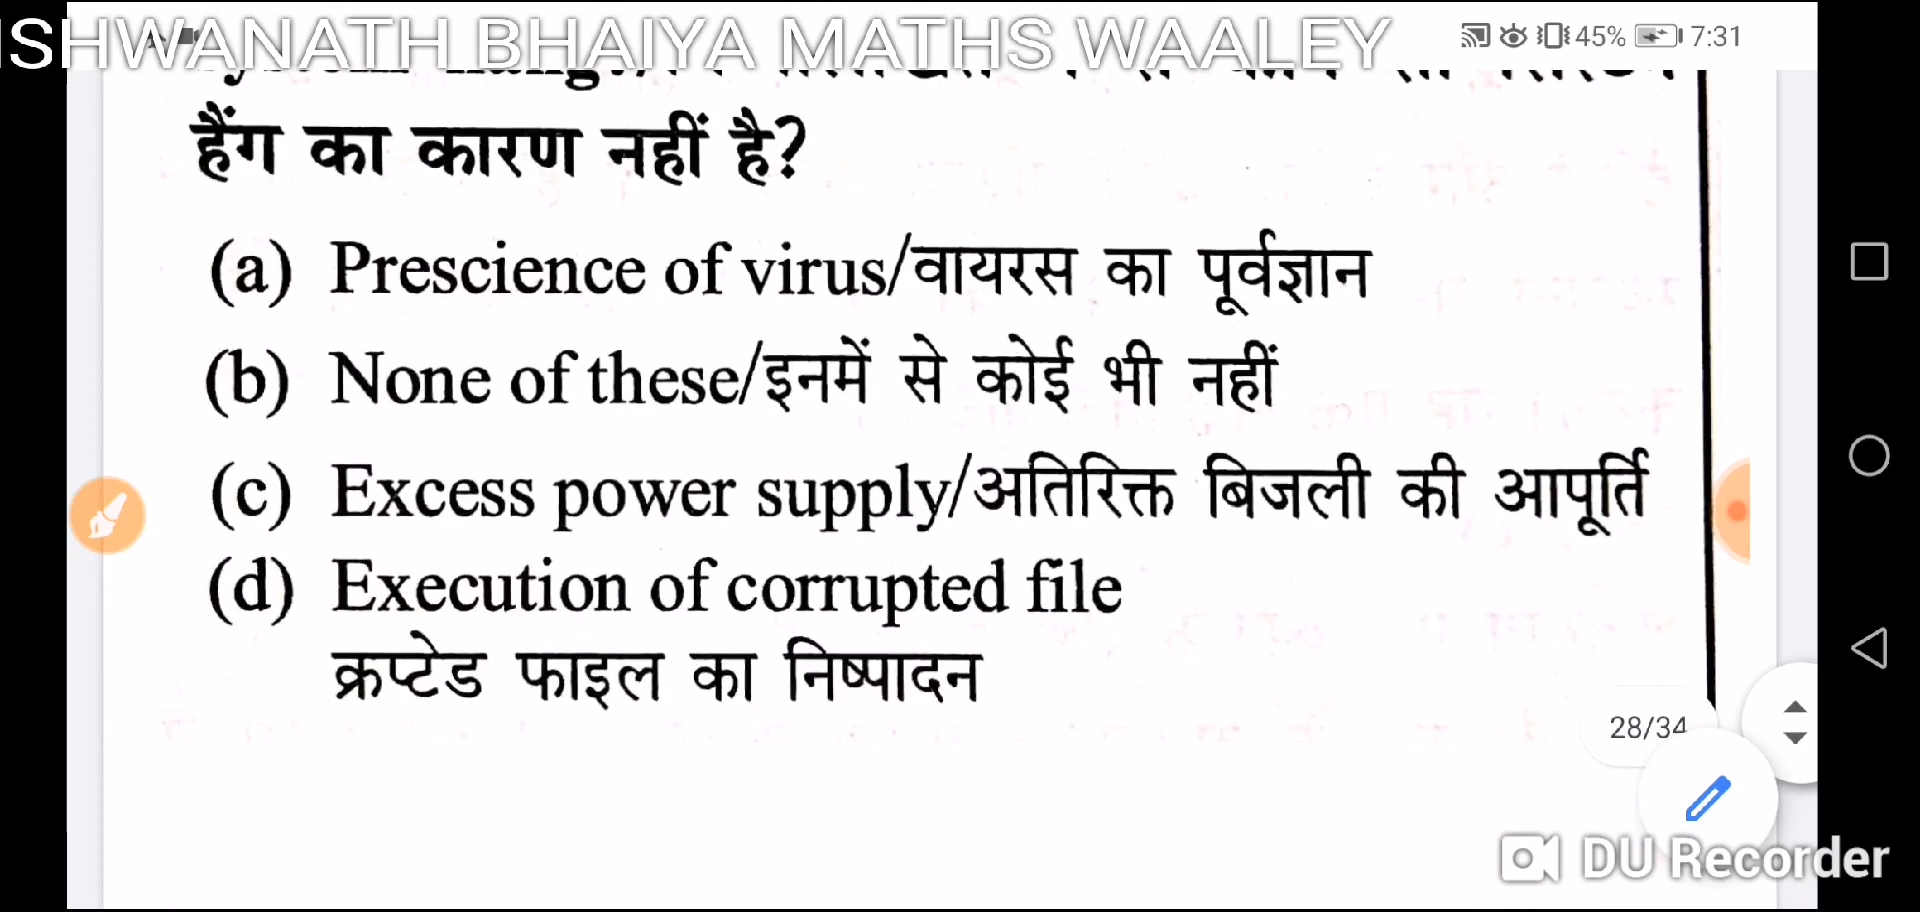 SHWANATH BHAIYA MATHS WAALEY
45% 7:31
हैंग का कारण नहीं है?
(a) Prescience of virus/वायरस का पूर्वज्ञान
(b) None of these/इनमें से कोई भी नहीं
(c) Excess power supply/अतिरिक्त बिजली की आपूर्ति
(d) Execution of corrupted file
क्रप्टेड फाइल का निष्पादन
28/34
DU Recorder